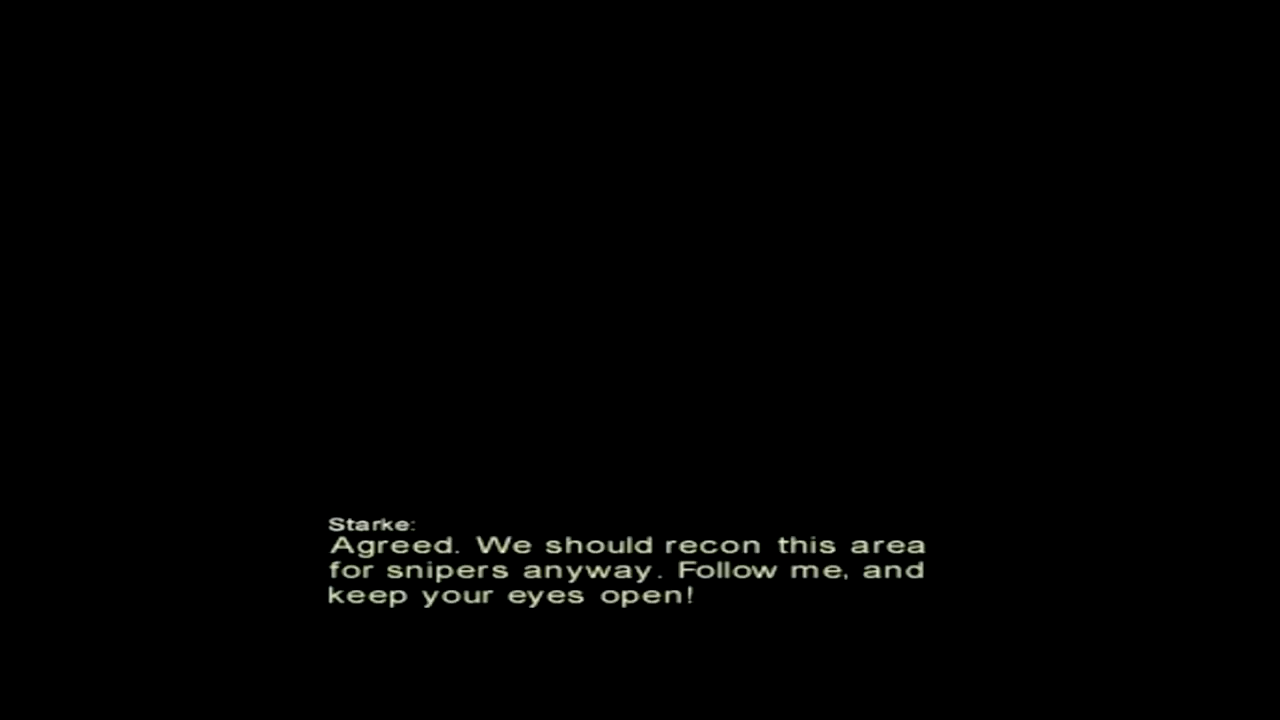 Starke:
Agreed. We should recon this area
for snipers anyway. Follow me, and
keep your eyes open!